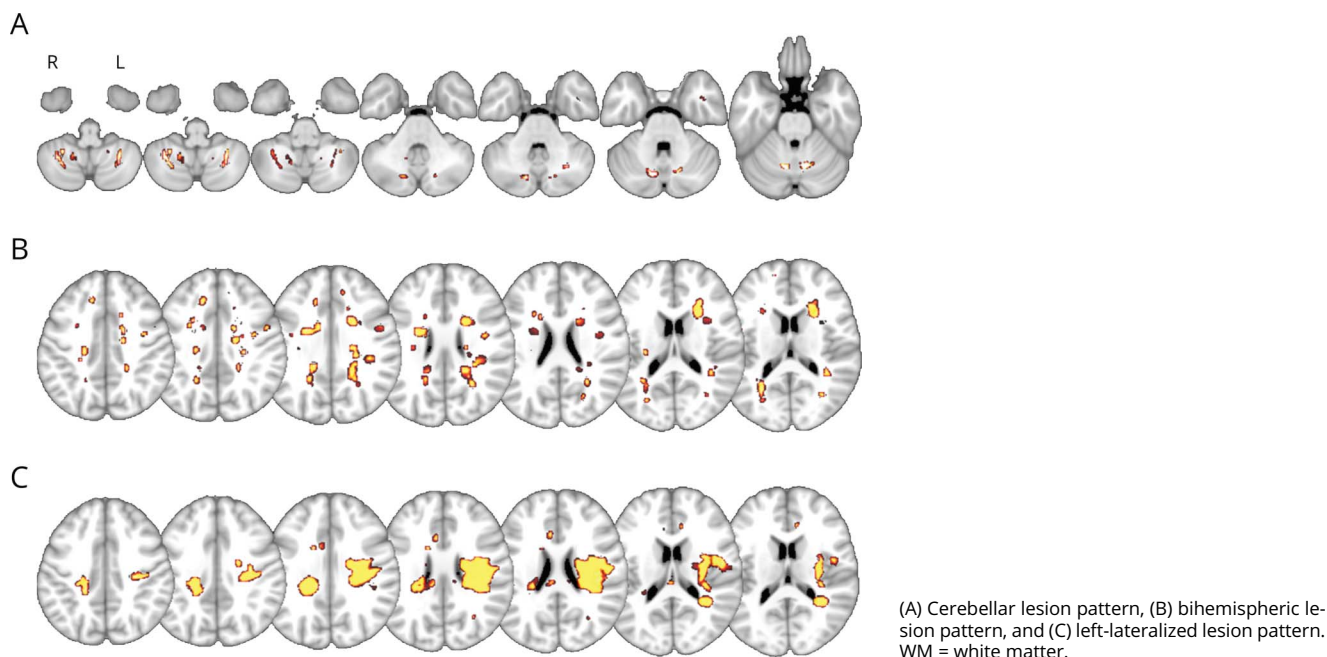 A
R L
B
C
(A) Cerebellar lesion pattern, (B) bihemispheric le-
sion pattern, and (C) left-lateralized lesion pattern.
WM = white matter.